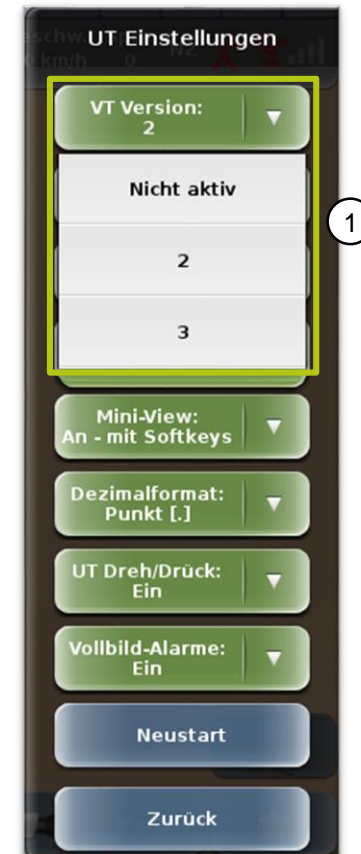 UT Einstellungen
VT Version:
2
Nicht aktiv
2
3
1
Mini-View:
An - mit Softkeys
Dezimalformat:
Punkt [.]
UT Dreh/Drück:
Ein
Vollbild-Alarme:
Ein
Neustart
Zurück